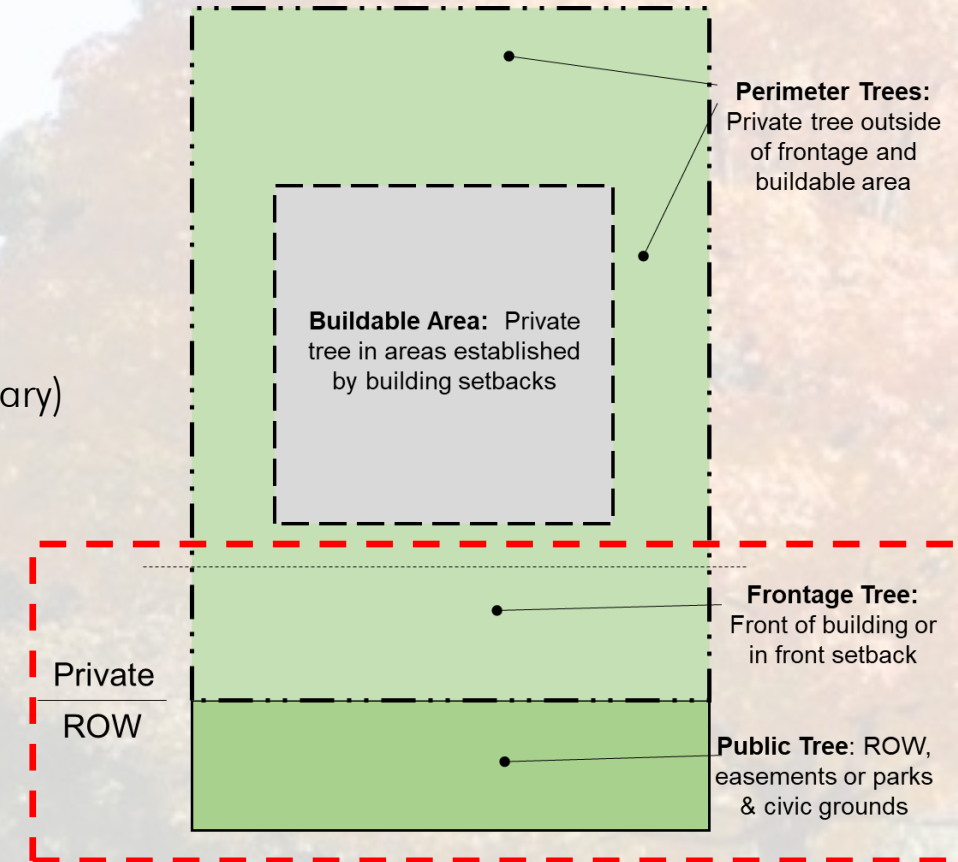 Perimeter Trees:
Private tree outside
of frontage and
buildable area
Buildable Area: Private
tree in areas established
by building setbacks
ary)
Frontage Tree:
Front of building or
in front setback
Private
ROW
Public Tree: ROW,
easements or parks
& civic grounds